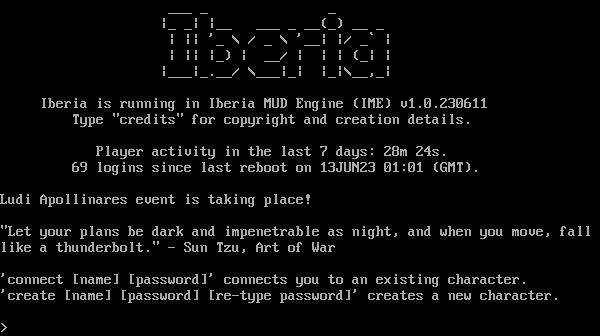 Iberia
Iberia is running in Iberia MUD Engine (IME) v1.0.230611
Type "credits" for copyright and creation details.
Player activity in the last 7 days: 28m 24s.
69 logins since last reboot on 13JUN23 01:01 (GMT).
Ludi Apollinares event is taking place!
"Let your plans be dark and impenetrable as night, and when you move, fall
like a thunderbolt." - Sun Tzu, Art of War
'connect [name] [password]' connects you to an existing character.
'create [name] [password] [re-type password]' creates a new character.
>